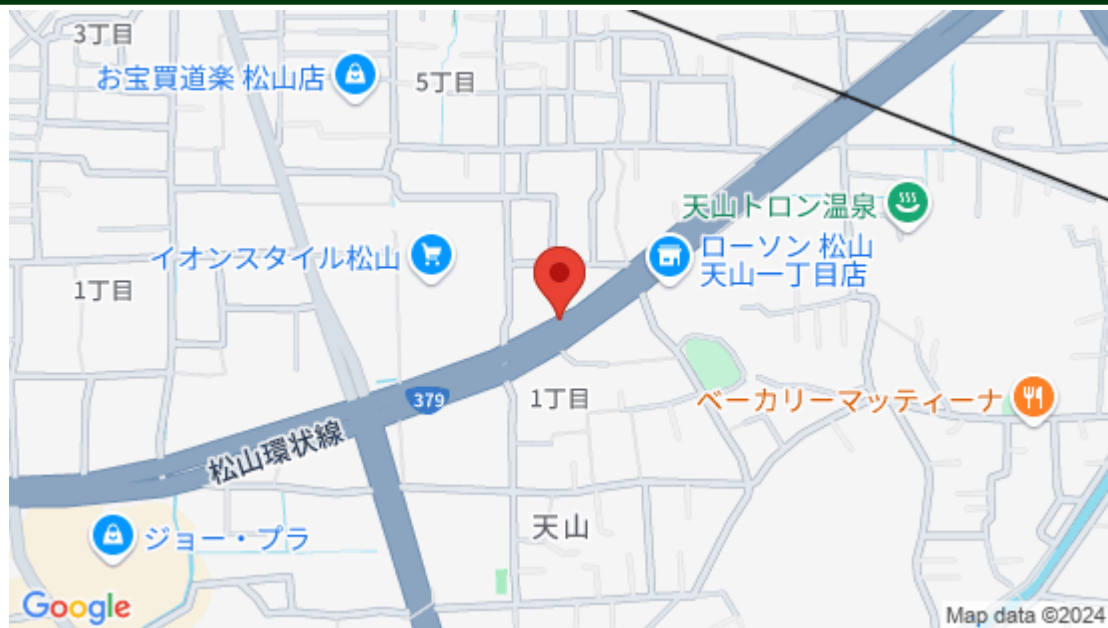 3丁目
お宝買道楽 松山店
5丁目
天山トロン温泉
イオンスタイル松山
ローソン 松山
天山一丁目店
1丁目
379
1丁目
ベーカリーマッティーナ
松山環状線
ジョー・プラ
天山
Google
Map data ©2024